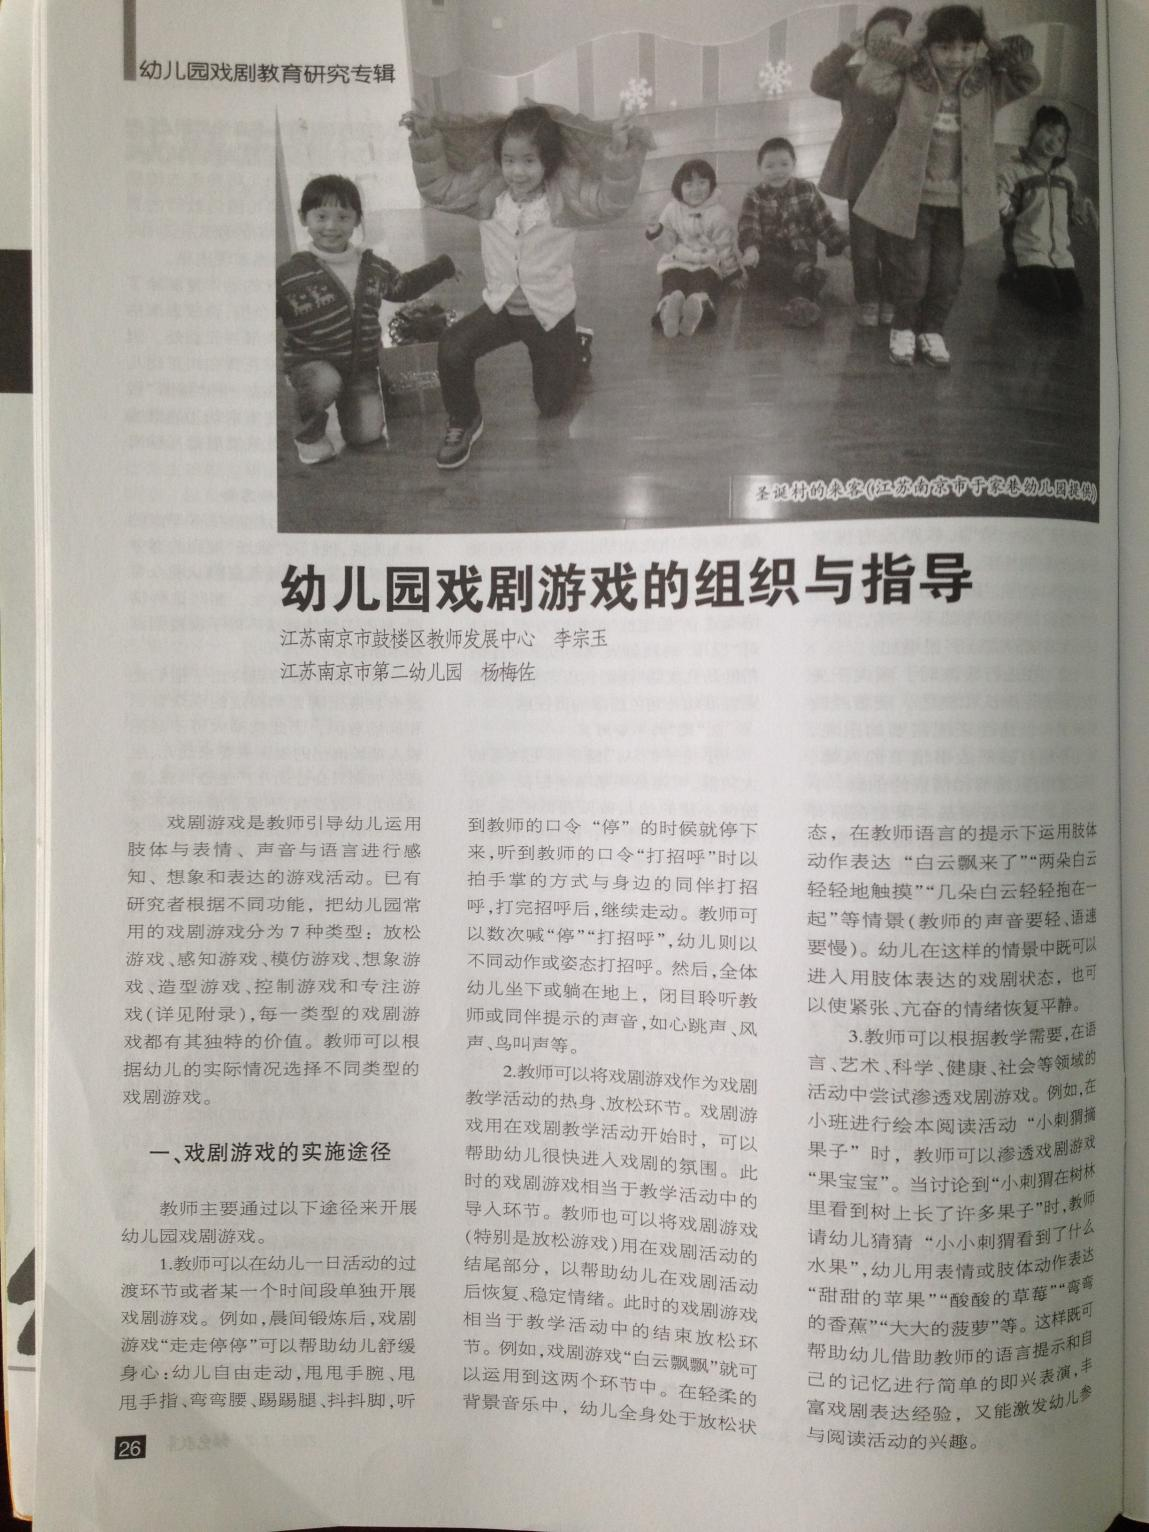 幼儿园戏剧教育研究专辑
圣诞村的来客(江苏南京市于家巷幼儿园提供)
幼儿园戏剧游戏的组织与指导
江苏南京市鼓楼区教师发展中心 李宗玉
江苏南京市第二幼儿园 杨梅佐
戏剧游戏是教师引导幼儿运用
肢体与表情、声音与语言进行感
知、想象和表达的游戏活动。已有
研究者根据不同功能，把幼儿园常
用的戏剧游戏分为7种类型：放松
游戏、感知游戏、模仿游戏、想象游
戏、造型游戏、控制游戏和专注游
戏(详见附录),每一类型的戏剧游
戏都有其独特的价值。教师可以根
据幼儿的实际情况选择不同类型的
戏剧游戏。
一、戏剧游戏的实施途径
教师主要通过以下途径来开展
幼儿园戏剧游戏。
1.教师可以在幼儿一日活动的过
渡环节或者某一个时间段单独开展
戏剧游戏。例如,晨间锻炼后,戏剧
游戏“走走停停”可以帮助幼儿舒缓
身心:幼儿自由走动,甩甩手腕、甩
甩手指、弯弯腰、踢踢腿、抖抖脚,听
到教师的口令“停”的时侯就停下
来,听到教师的口令“打招呼”时以
拍手掌的方式与身边的同伴打招
呼,打完招呼后,继续走动。教师可
以数次喊“停”“打招呼”,幼儿则以
不同动作或姿态打招呼。然后,全体
幼儿坐下或躺在地上，闭目聆听教
师或同伴提示的声音,如心跳声、风
声、鸟叫声等。
2.教师可以将戏剧游戏作为戏剧
教学活动的热身、放松环节。戏剧游
戏用在戏剧教学活动开始时，可以
帮助幼儿很快进入戏剧的氛围。此
时的戏剧游戏相当于教学活动中的
导入环节。教师也可以将戏剧游戏
(特别是放松游戏)用在戏剧活动的
结尾部分，以帮助幼儿在戏剧活动
后恢复、稳定情绪。此时的戏剧游戏
相当于教学活动中的结束放松环
节。例如,戏剧游戏“白云飘飘”就可
以运用到这两个环节中。在轻柔的
背景音乐中，幼儿全身处于放松状
态，在教师语言的提示下运用肢体
动作表达“白云飘来了”“两朵白云
轻轻地触摸”“几朵白云轻轻抱在一
起”等情景(教师的声音要轻、语速
要慢)。幼儿在这样的情景中既可以
进入用肢体表达的戏剧状态，也可
以使紧张、亢奋的情绪恢复平静。
3.教师可以根据教学需要,在语
言、艺术、科学、健康、社会等领域的
活动中尝试渗透戏剧游戏。例如,在
小班进行绘本阅读活动“小刺猬摘
果子”时，教师可以渗透戏剧游戏
“果宝宝”。当讨论到“小刺猬在树林
里看到树上长了许多果子”时,教师
请幼儿猜猜“小小刺猬看到了什么
水果”,幼儿用表情或肢体动作表达
“甜甜的苹果”“酸酸的草莓”“弯弯
的香蕉”“大大的菠萝”等。这样既可
帮助幼儿借助教师的语言提示和自
己的记忆进行简单的即兴表演,丰
富戏剧表达经验，又能激发幼儿参
与阅读活动的兴趣。
26